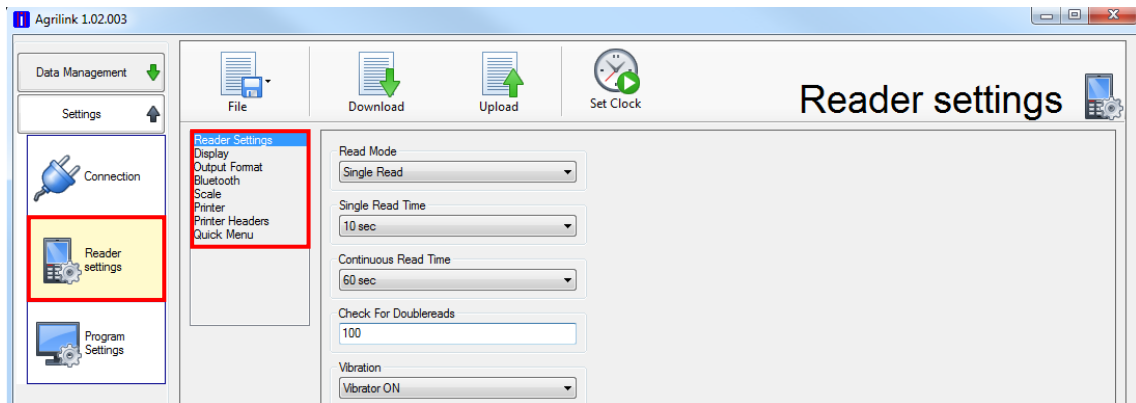 Agrilink 1.02.003
Data Management
Settings
Connection
Reader
settings
Program
Settings
File
Download
Upload
Set Clock
Reader settings
Reader Settings
Display
Output Format
Bluetooth
Scale
Printer
Printer Headers
Quick Menu
Read Mode
Single Read
Single Read Time
10 sec
Continuous Read Time
60 sec
Check For Doublereads
100
Vibration
Vibrator ON